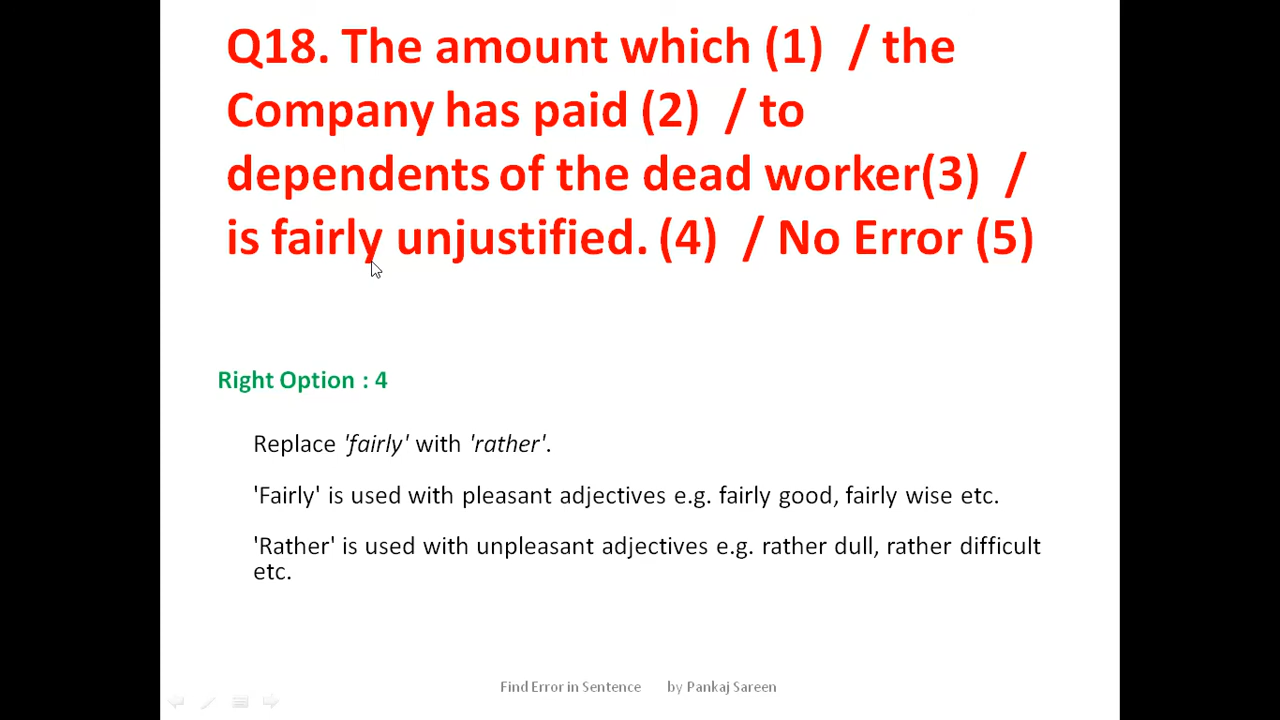 Q18. The amount which (1) / the
Company has paid (2) / to
dependents of the dead worker(3) /
is fairly unjustified. (4) / No Error (5)
Right Option : 4
Replace 'fairly' with 'rather'.
'Fairly' is used with pleasant adjectives e.g. fairly good, fairly wise etc.
'Rather' is used with unpleasant adjectives e.g. rather dull, rather difficult
etc.
Find Error in Sentence by Pankaj Sareen